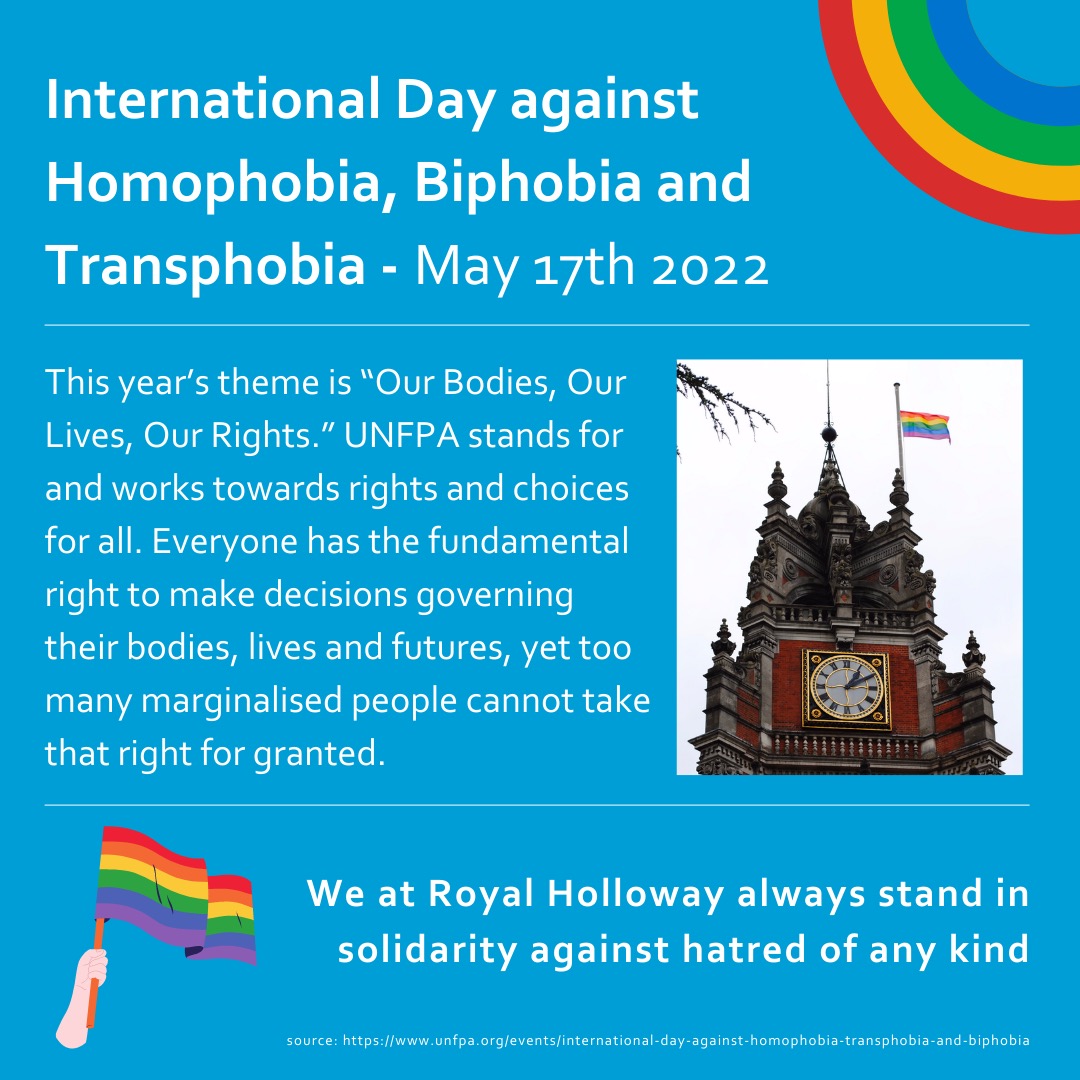 International Day against
Homophobia, Biphobia and
Transphobia - May 17th 2022
This year’s theme is “Our Bodies, Our
Lives, Our Rights.” UNFPA stands for
and works towards rights and choices
for all. Everyone has the fundamental
right to make decisions governing
their bodies, lives and futures, yet too
many marginalised people cannot take
that right for granted.
We at Royal Holloway always stand in
solidarity against hatred of any kind
source: https://www.unfpa.org/events/international-day-against-homophobia-transphobia-and-biphobia